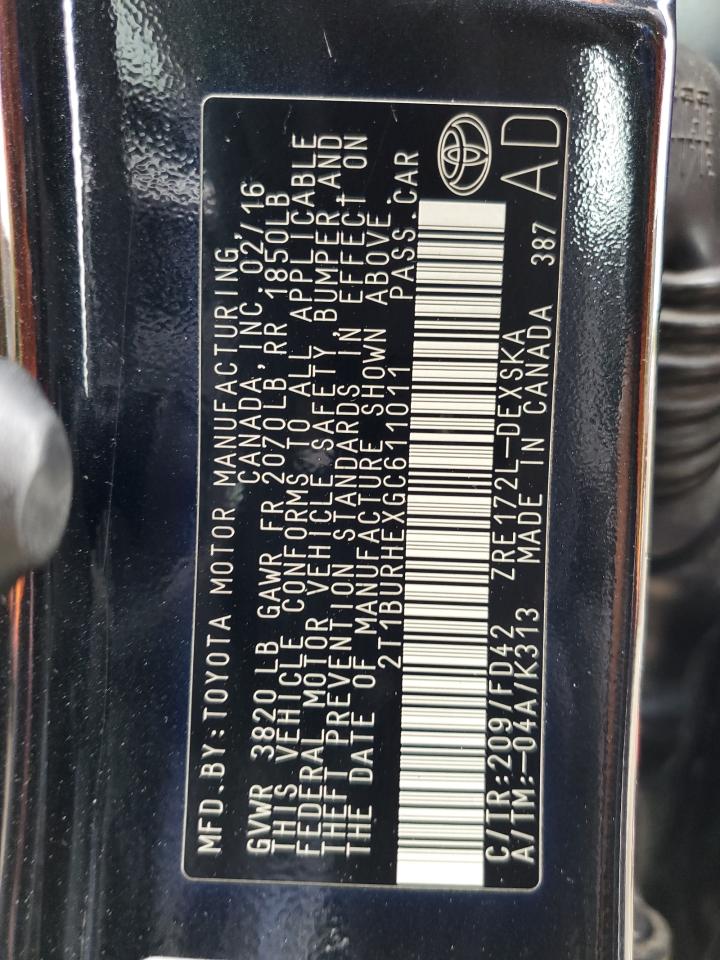 MFD.BY:TOYOTA MOTOR MANUFACTURING,
CANADA, INC. 02/16
GVWR 3820 LB GAWR FR 2070LB, RR 1850LB
THIS VEHICLE CONFORMS TO ALL APPLICABLE
FEDERAL MOTOR VEHICLE SAFETY, BUMPER, AND
THEFT PREVENTION STANDARDS IN EFFECT ON
THE DATE OF MANUFACTURE SHOWN ABOVE.
2T1BURHEXGC611011 PASS.CAR
C/TR:209/FD42 ZRE172L-DEXSKA
A/TM:-04A/K313 MADE IN CANADA 387
AD